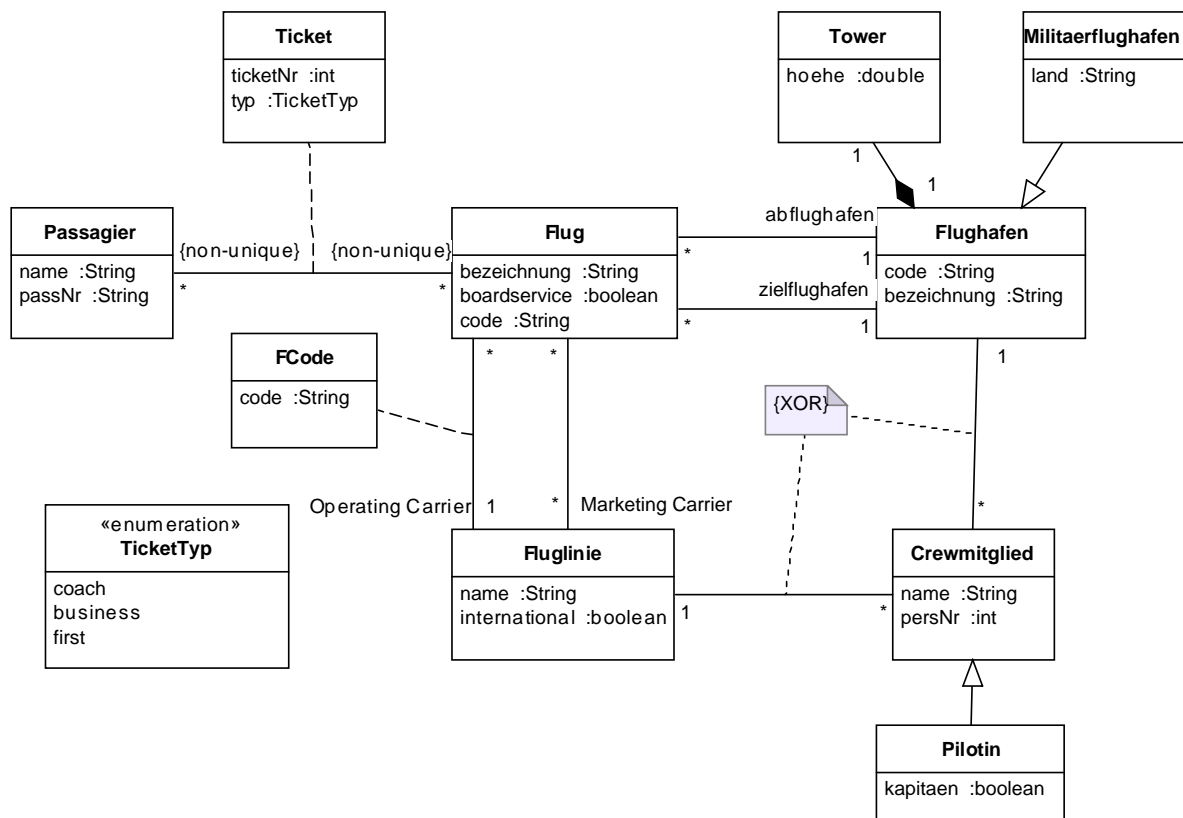 Ticket
ticketNr :int
typ :TicketTyp
Tower
hoehe :double
Militaerflughafen
land :String
1
1
Passagier
name :String
passNr :String
{non-unique}
{non-unique}
*
*
Flug
bezeichnung :String
boardservice :boolean
code :String
abflughafen
*
1
zielflughafen
*
1
Flughafen
code :String
bezeichnung :String
FCode
code :String
*
*
1
{XOR}
Operating Carrier
1
*
Marketing Carrier
*
«enumeration»
TicketTyp
coach
business
first
Fluglinie
name :String
international :boolean
1
*
Crewmitglied
name :String
persNr :int
Pilotin
kapitaen :boolean